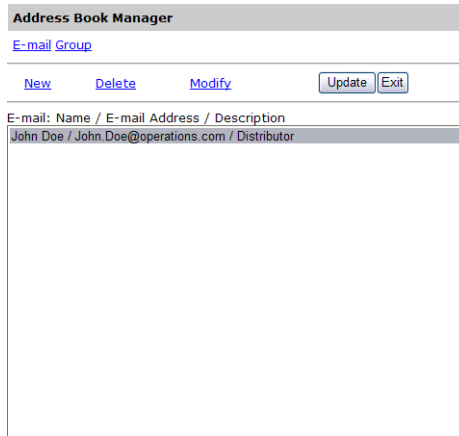 Address Book Manager
E-mail Group
New Delete Modify Update Exit
E-mail: Name / E-mail Address / Description
John Doe / John.Doe@operations.com / Distributor